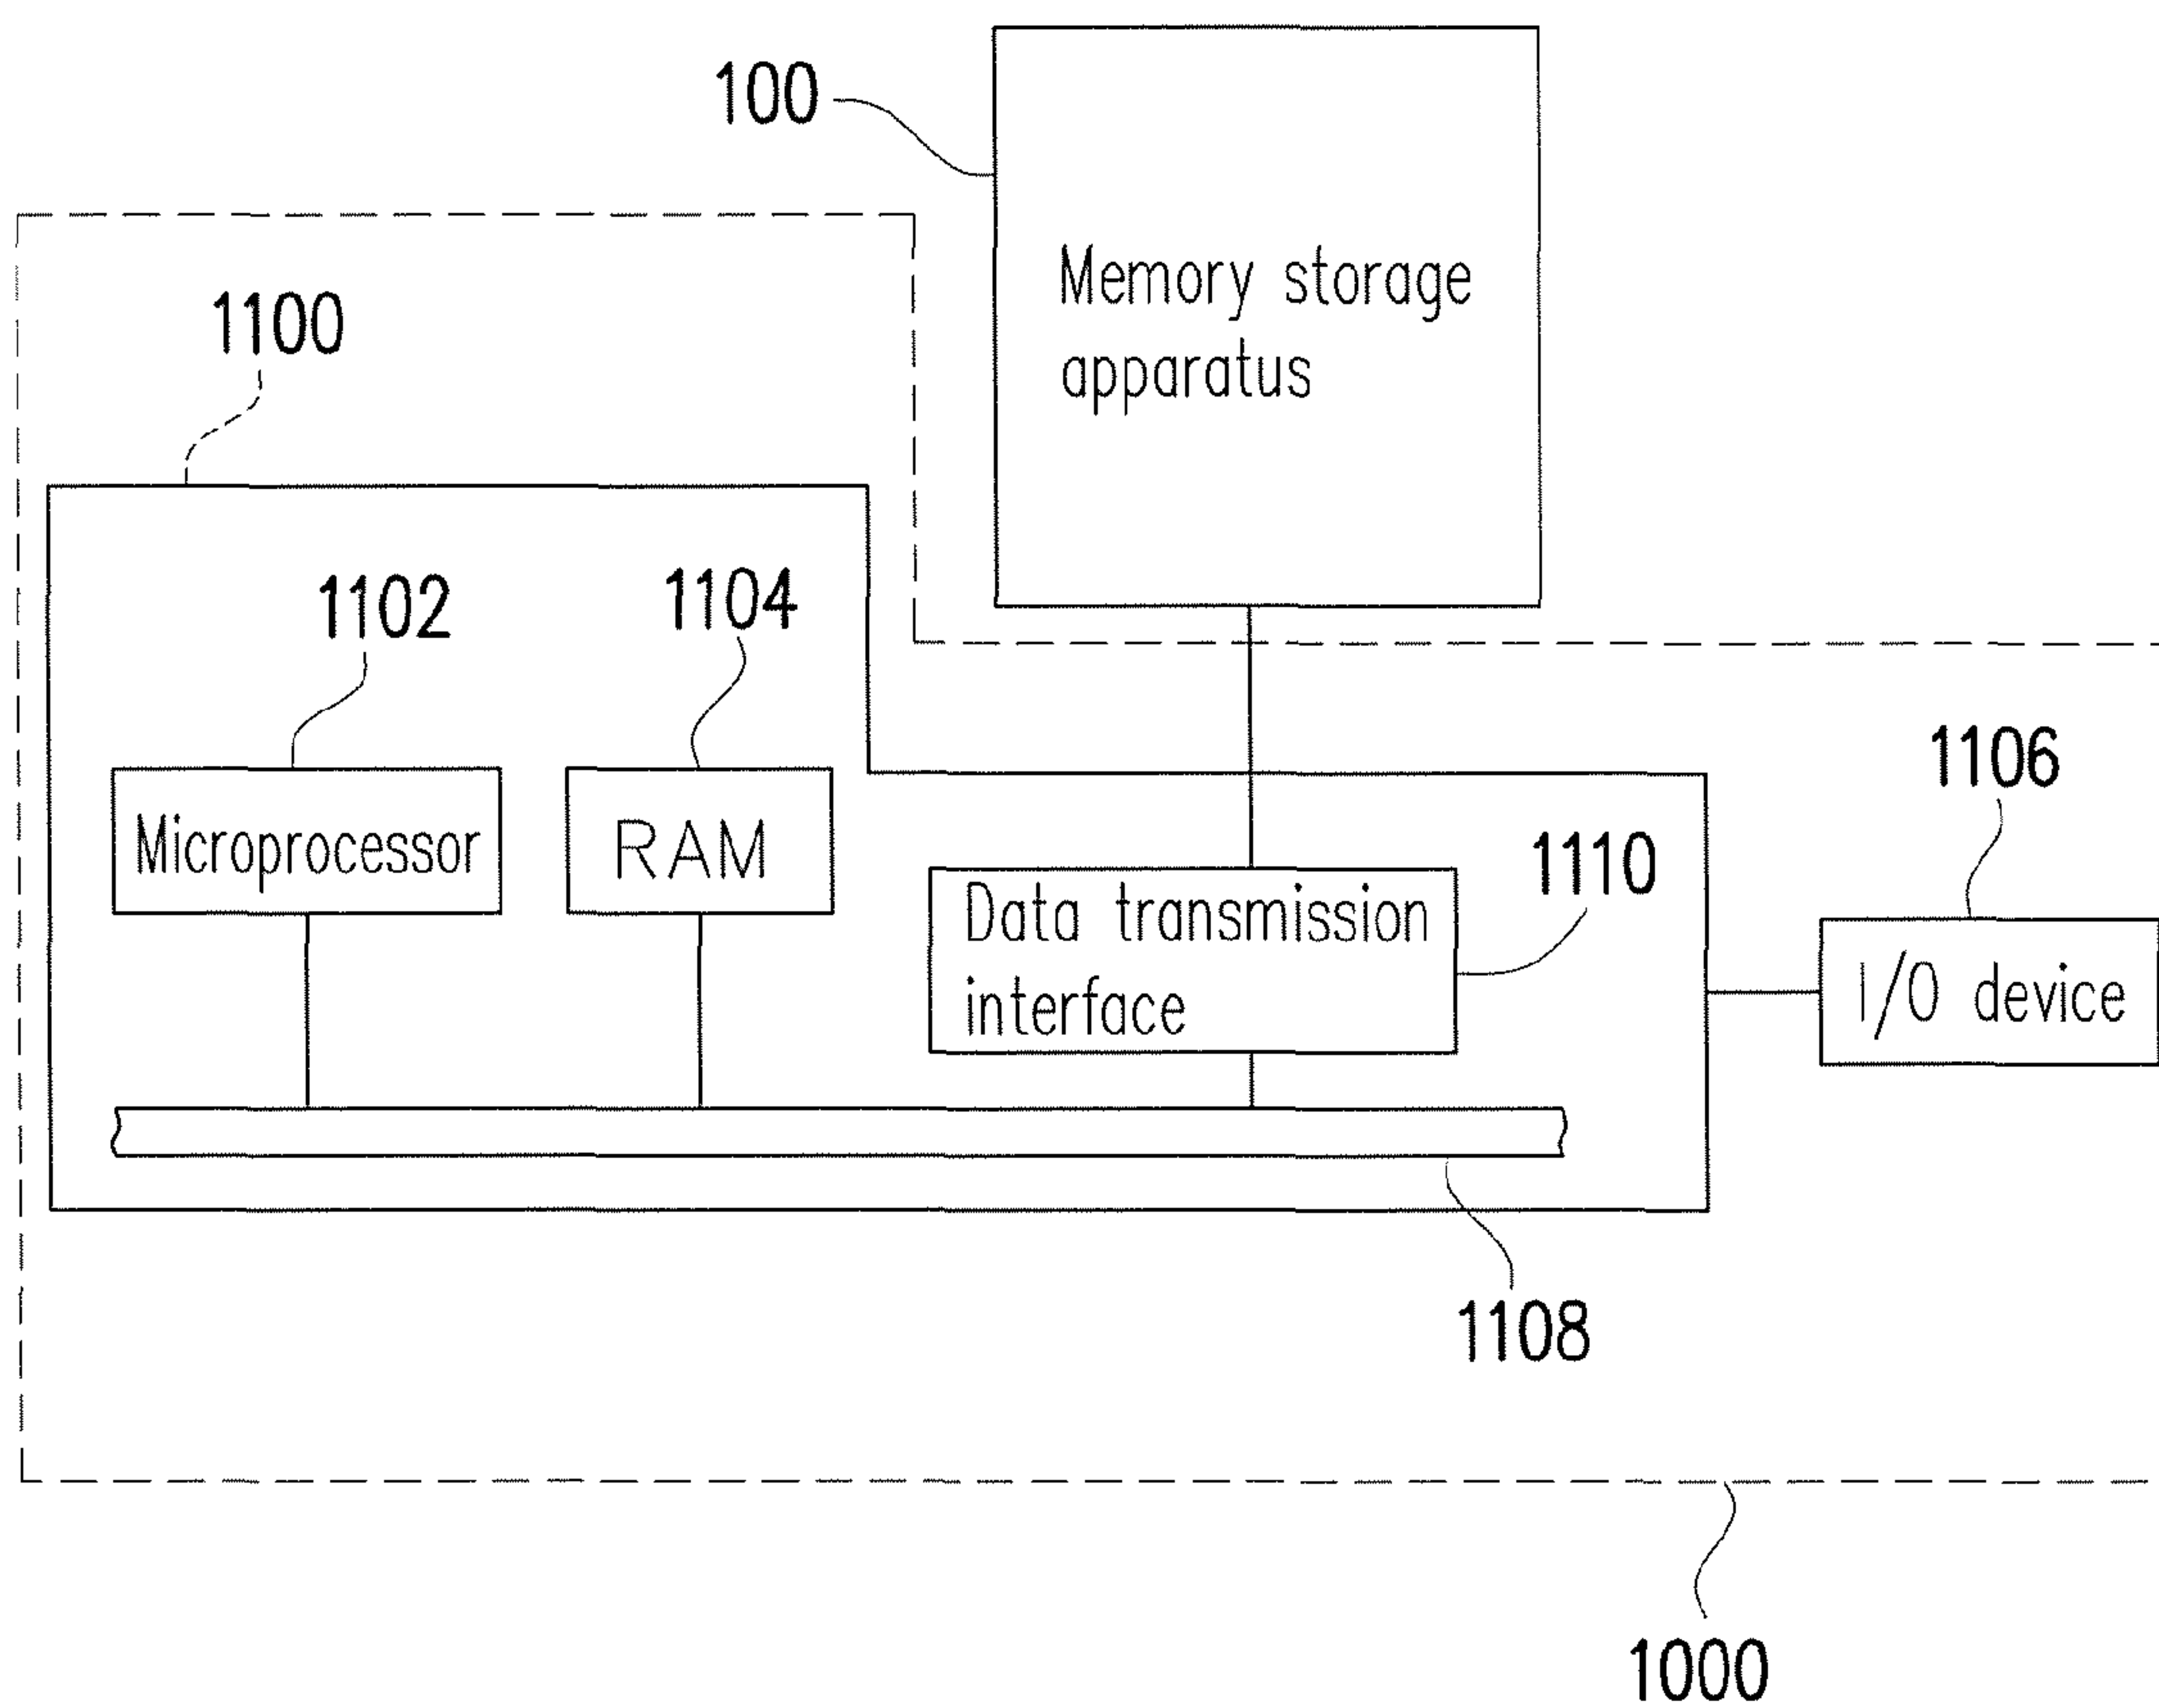 100
Memory storage
apparatus
1100
1102
1104
1106
Microprocessor
RAM
1110
Data transmission
interface
I/O device
1108
1000